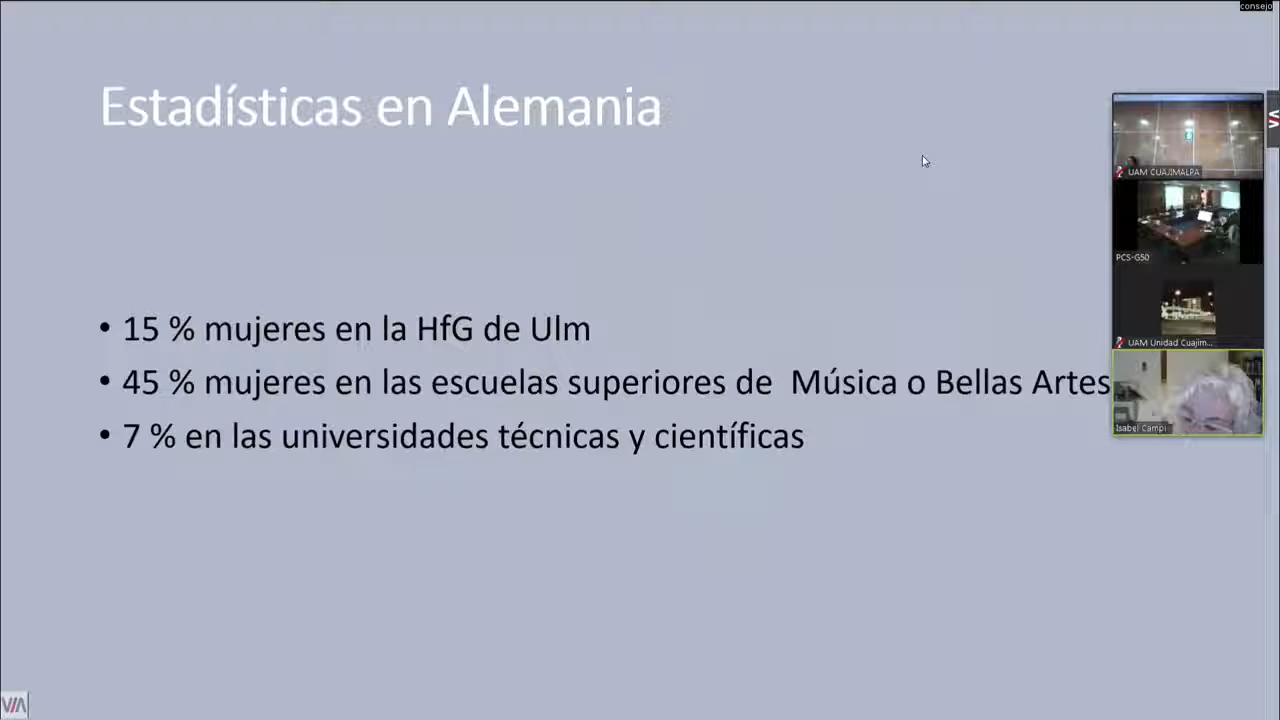 consejo
Estadísticas en Alemania
UAM CUAJIMALPA
PCS-G50
• 15 % mujeres en la HfG de Ulm
UAM Unidad Cuajim...
• 45 % mujeres en las escuelas superiores de  Música o Bellas Artes
Isabel Campi
• 7 % en las universidades técnicas y científicas
VIA